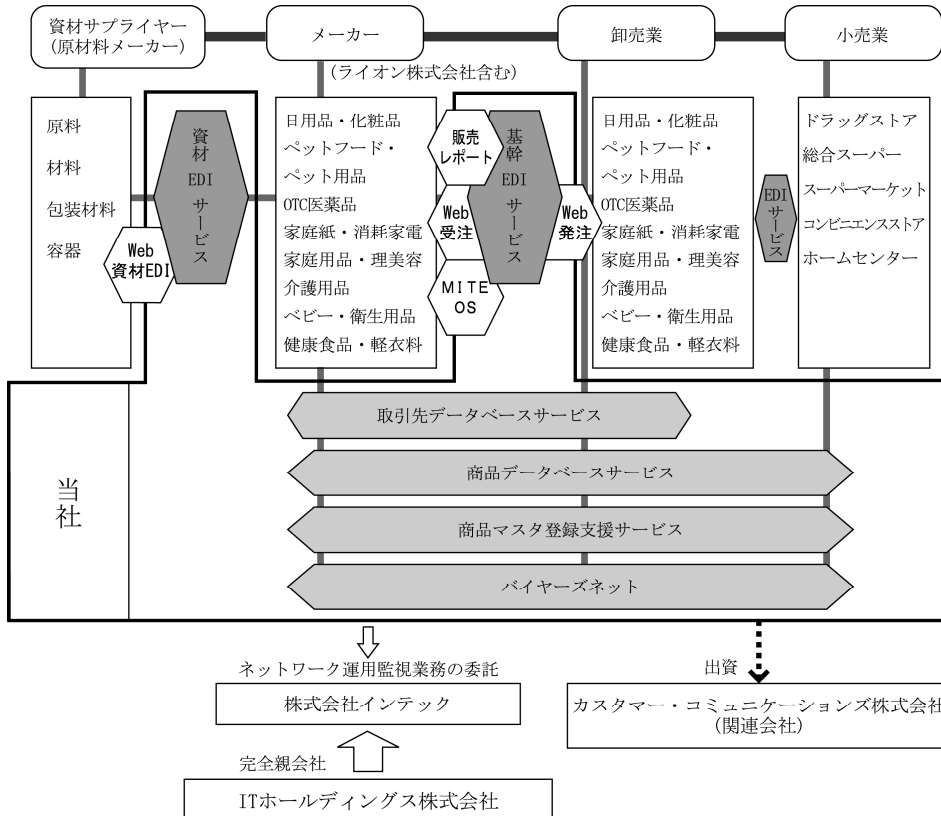 資材サプライヤー
(原材料メーカー)
メーカー
卸売業
小売業
(ライオン株式会社含む)
原料
材料
包装材料
容器
資材EDIサービス
Web
資材EDI
日用品・化粧品
ペットフード・
ペット用品
OTC医薬品
家庭紙・消耗家電
家庭用品・理美容
介護用品
ベビー・衛生用品
健康食品・軽衣料
販売
レポート
Web
受注
MITE
OS
基幹EDIサービス
Web
発注
日用品・化粧品
ペットフード・
ペット用品
OTC医薬品
家庭紙・消耗家電
家庭用品・理美容
介護用品
ベビー・衛生用品
健康食品・軽衣料
EDIサービス
ドラッグストア
総合スーパー
スーパーマーケット
コンビニエンスストア
ホームセンター
当社
取引先データベースサービス
商品データベースサービス
商品マスタ登録支援サービス
バイヤーズネット
ネットワーク運用監視業務の委託
株式会社インテック
完全親会社
ITホールディングス株式会社
出資
カスタマー・コミュニケーションズ株式会社
(関連会社)